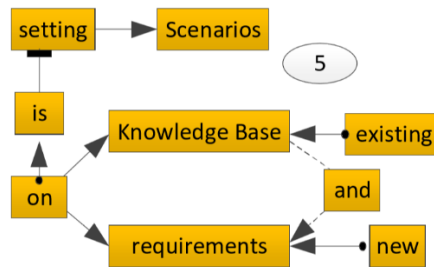 setting Scenarios
5
is
Knowledge Base existing
on and
requirements new